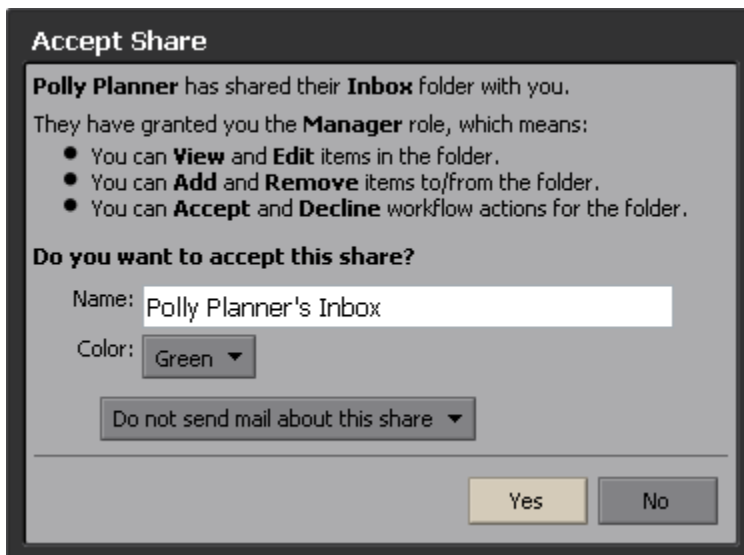 Accept Share
Polly Planner has shared their Inbox folder with you.
They have granted you the Manager role, which means:
You can View and Edit items in the folder.
You can Add and Remove items to/from the folder.
You can Accept and Decline workflow actions for the folder.
Do you want to accept this share?
Name: Polly Planner's Inbox
Color: Green
Do not send mail about this share
Yes No